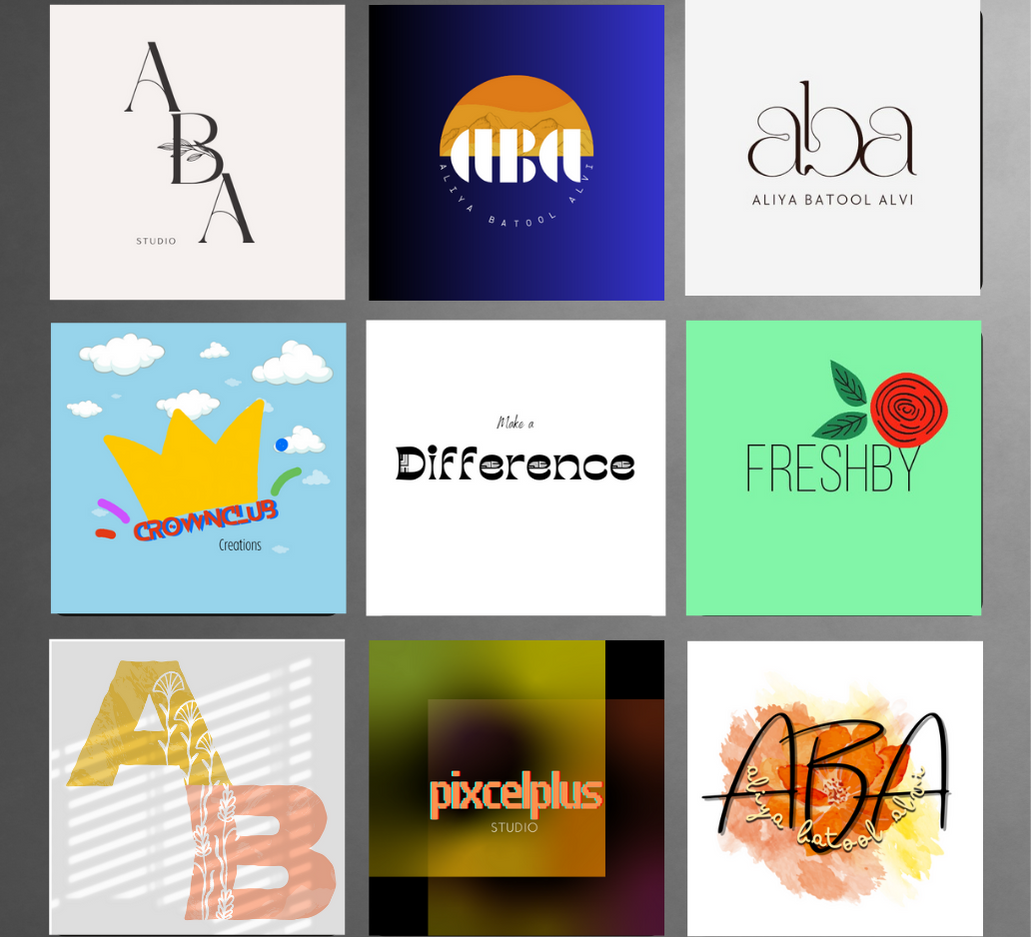 A
B
A
STUDIO
aBa
ALIYA BATOOL ALVI
aba
ALIYA BATOOL ALVI
CROWNCLUB
Creations
Make a
Difference
FRESHBY
A
B
pixcelplus
STUDIO
ABA
aliya batool alvi